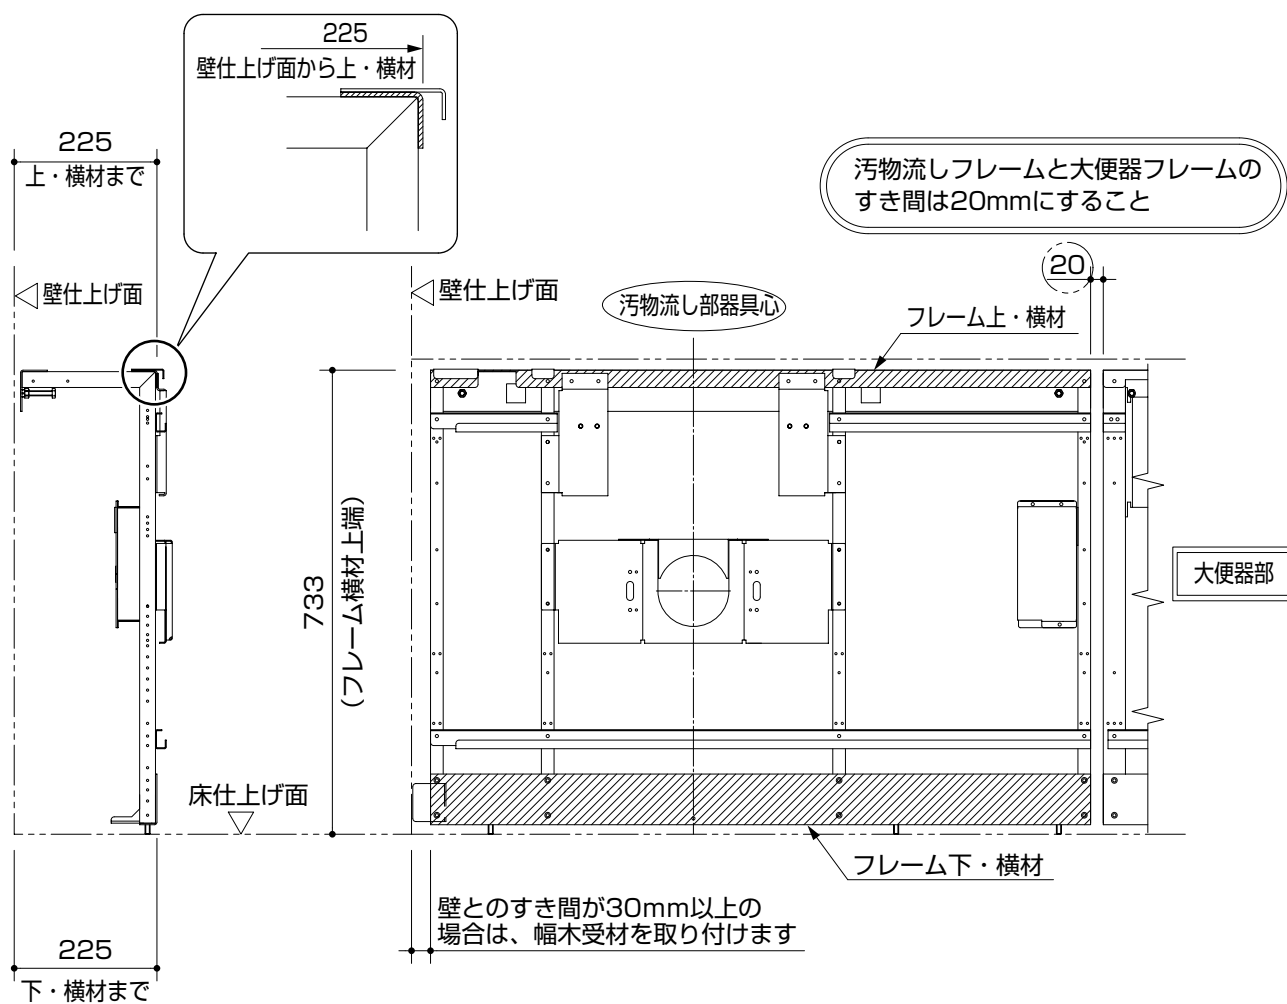 225
壁仕上げ面から上・横材
225
上・横材まで
汚物流しフレームと大便器フレームの
すき間は20mmにすること
20
壁仕上げ面
壁仕上げ面
汚物流し部器具心
フレーム上・横材
733
（フレーム横材上端）
大便器部
床仕上げ面
フレーム下・横材
壁とのすき間が30mm以上の
場合は、幅木受材を取り付けます
225
下・横材まで